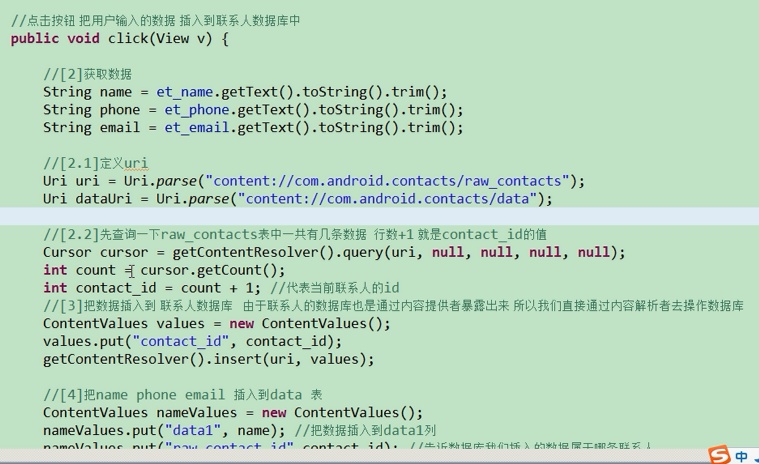 //点击按钮 把用户输入的数据 插入到联系人数据库中
public void click(View v) {
//[2]获取数据
String name = et_name.getText().toString().trim();
String phone = et_phone.getText().toString().trim();
String email = et_email.getText().toString().trim();
//[2.1]定义uri
Uri uri = Uri.parse("content://com.android.contacts/raw_contacts");
Uri dataUri = Uri.parse("content://com.android.contacts/data");
//[2.2]先查询一下raw_contacts表中一共有几条数据 行数+1 就是contact_id的值
Cursor cursor = getContentResolver().query(uri, null, null, null, null);
int count = cursor.getCount();
int contact_id = count + 1; //代表当前联系人的id
//[3]把数据插入到 联系人数据库 由于联系人的数据库也是通过内容提供者暴露出来 所以我们直接通过内容解析者去操作数据库
ContentValues values = new ContentValues();
values.put("contact_id", contact_id);
getContentResolver().insert(uri, values);
//[4]把name phone email 插入到data 表
ContentValues nameValues = new ContentValues();
nameValues.put("data1", name); //把数据插入到data1列
nameValues.put("raw_contact_id", contact_id); //告诉数据库我们插入的数据属于哪条联系人
中